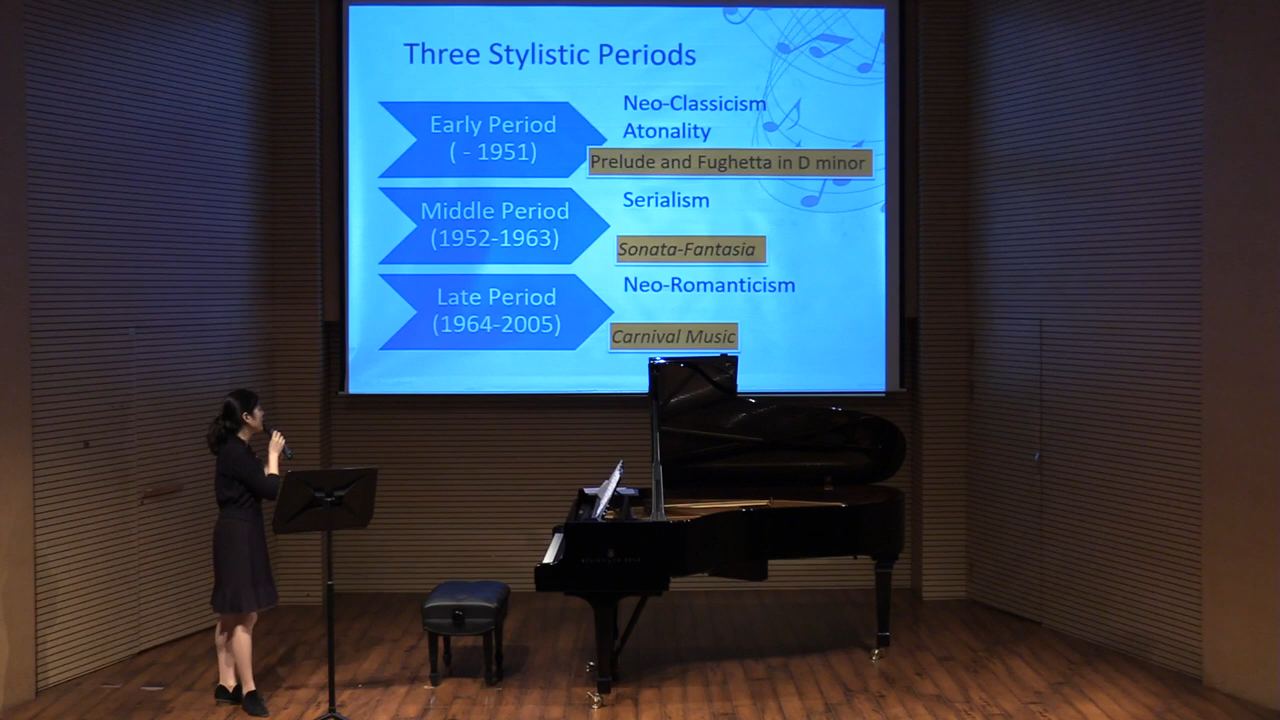 Three Stylistic Periods
Early Period
( - 1951)
Neo-Classicism
Atonality
Prelude and Fughetta in D minor
Middle Period
(1952-1963)
Serialism
Sonata-Fantasia
Late Period
(1964-2005)
Neo-Romanticism
Carnival Music